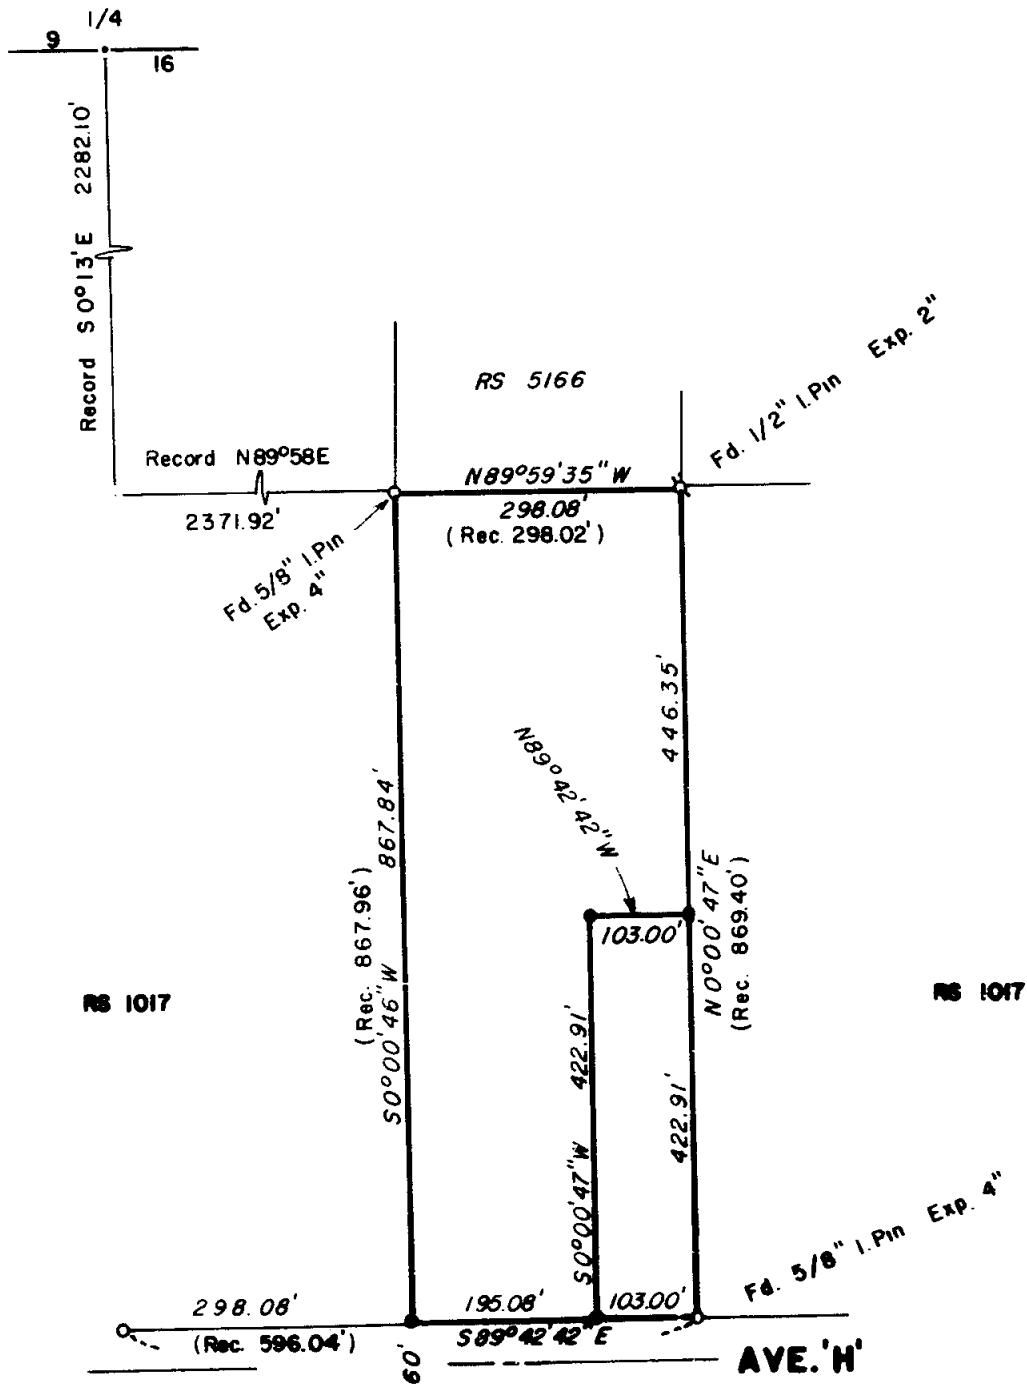 1/4
9
16
Record S0°13'E 2282.10'
RS 5166
Fd. 1/2" I.Pin Exp. 2"
Record N89°58E
2371.92'
N89°59'35"W
298.08'
(Rec. 298.02')
Fd. 5/8" I.Pin
Exp. 4"
446.35'
N89°42'42"W
867.84'
(Rec. 867.96')
S0°00'46"W
103.00'
N0°00'47"E
(Rec. 869.40')
RS 1017
RS 1017
422.91'
S0°00'47"W
422.91'
Fd. 5/8" I.Pin Exp. 4"
298.08'
(Rec. 596.04')
195.08'
103.00'
S89°42'42"E
60'
AVE.'H'